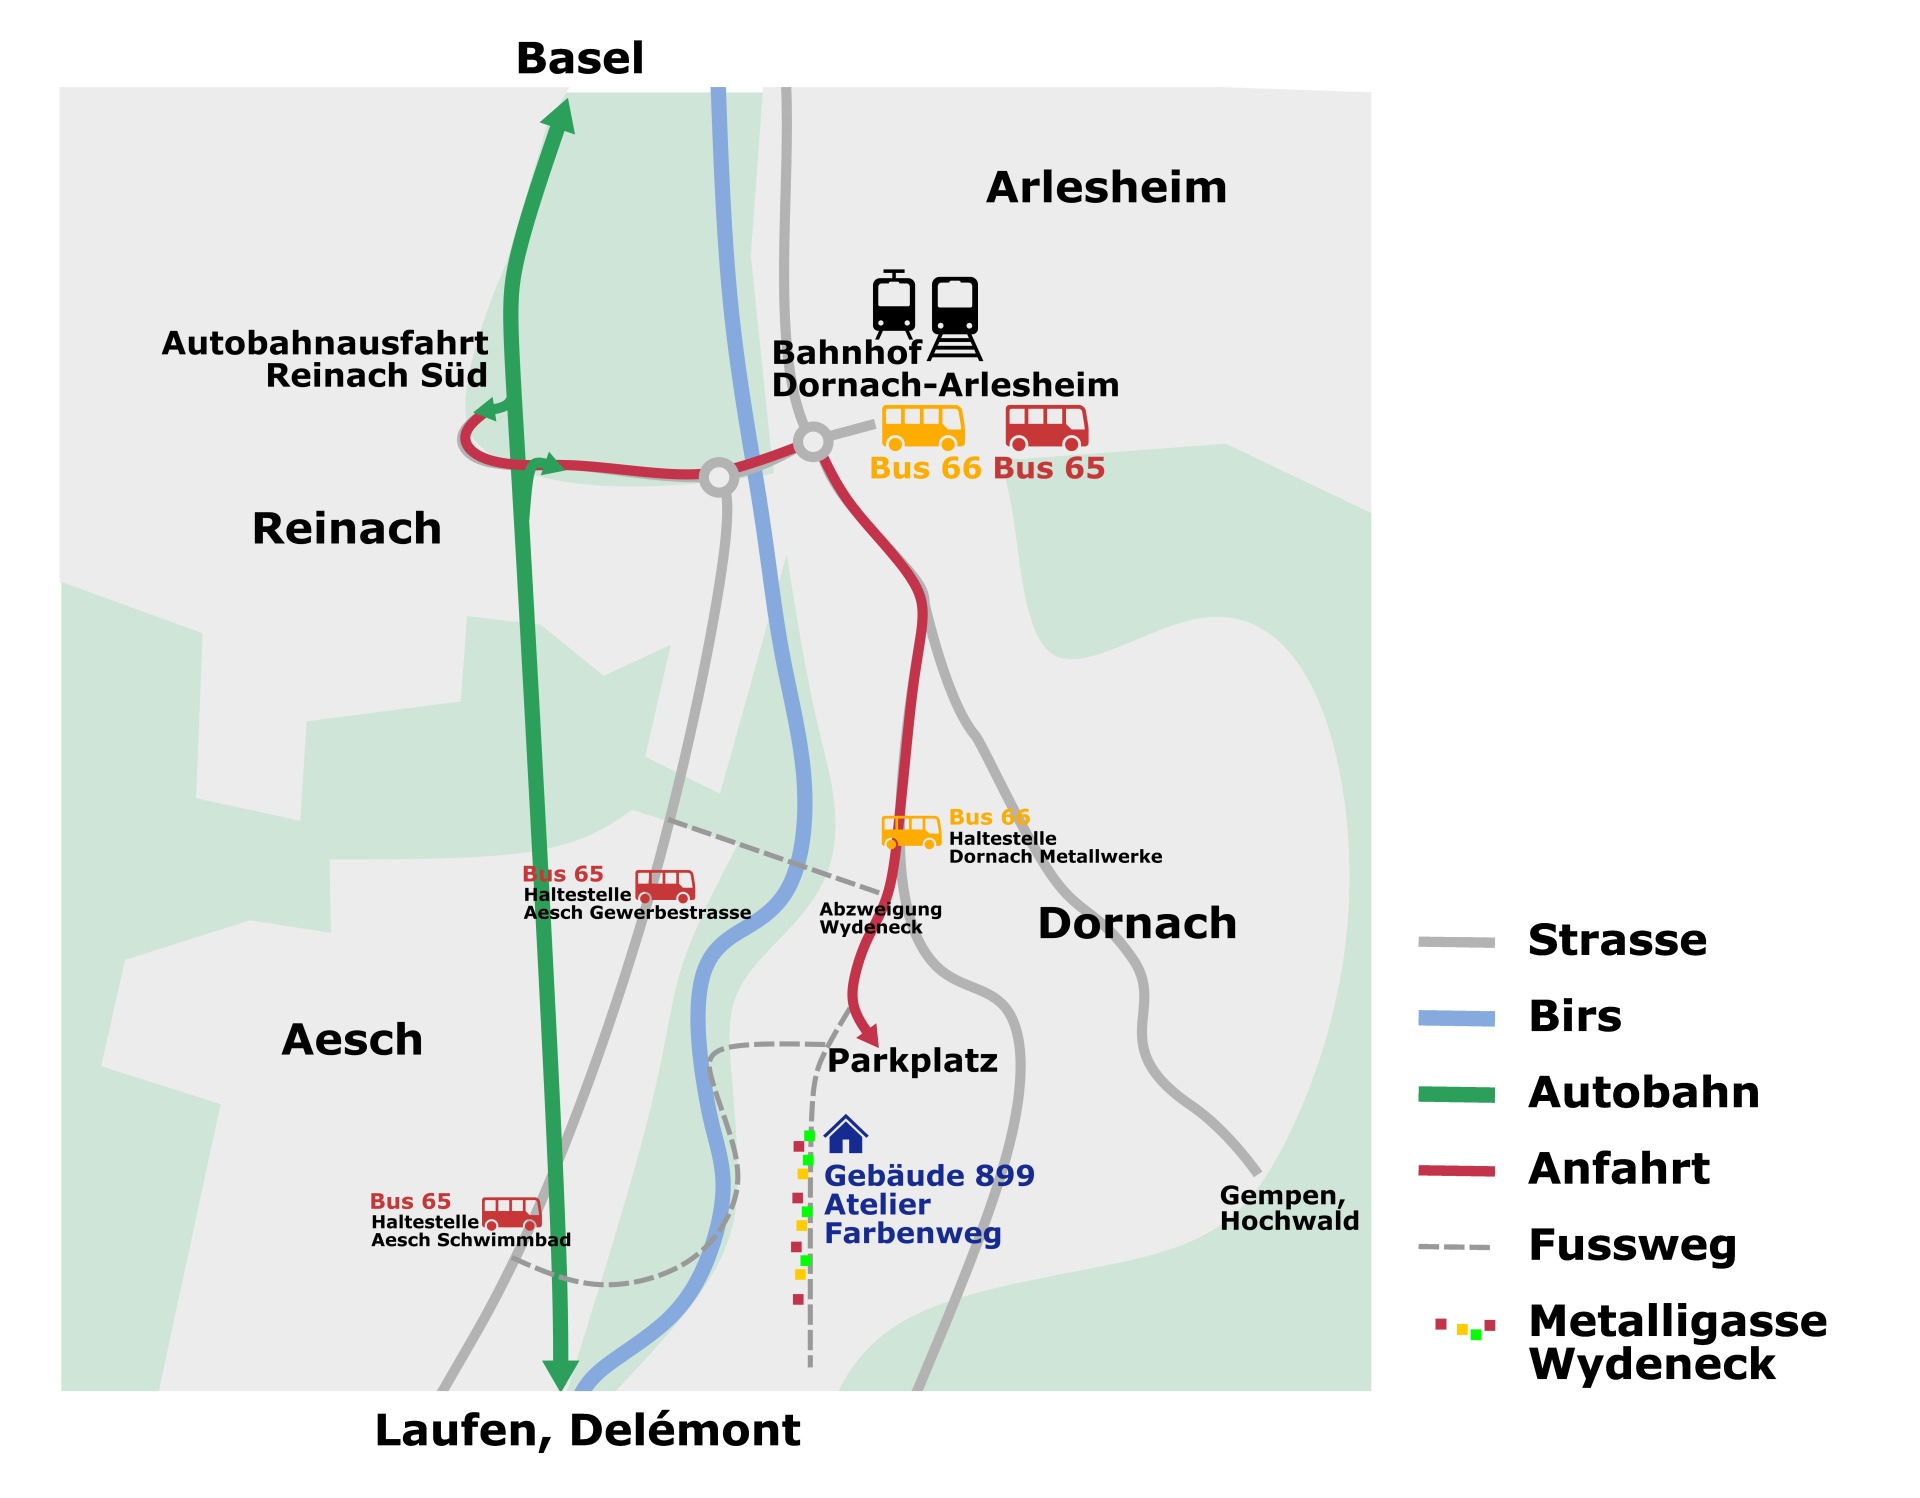 Basel
Arlesheim
Autobahnausfahrt
Reinach Süd
Bahnhof
Dornach-Arlesheim
Bus 66
Bus 65
Reinach
Bus 66
Haltestelle
Dornach Metallwerke
Bus 65
Haltestelle
Aesch Gewerbestrasse
Abzweigung
Wydeneck
Dornach
Aesch
Parkplatz
Gebäude 899
Atelier
Farbenweg
Bus 65
Haltestelle
Aesch Schwimmbad
Gempen,
Hochwald
Laufen, Delémont
Strasse
Birs
Autobahn
Anfahrt
Fussweg
Metalligasse
Wydeneck